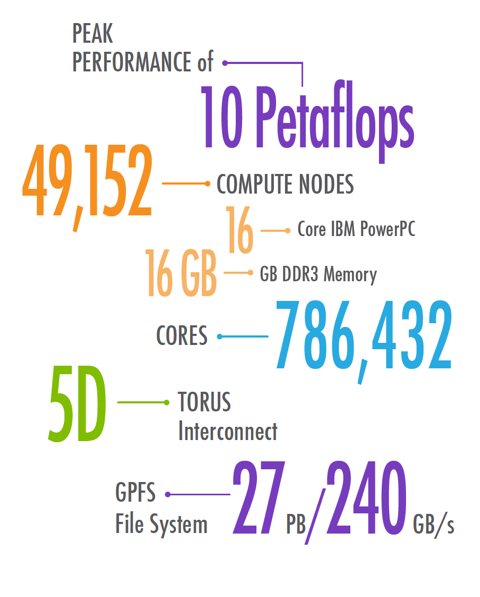 PEAK
PERFORMANCE of
10 Petaflops
49,152 COMPUTE NODES
16 Core IBM PowerPC
16 GB GB DDR3 Memory
CORES 786,432
5D TORUS
Interconnect
GPFS
File System 27 PB/240 GB/s